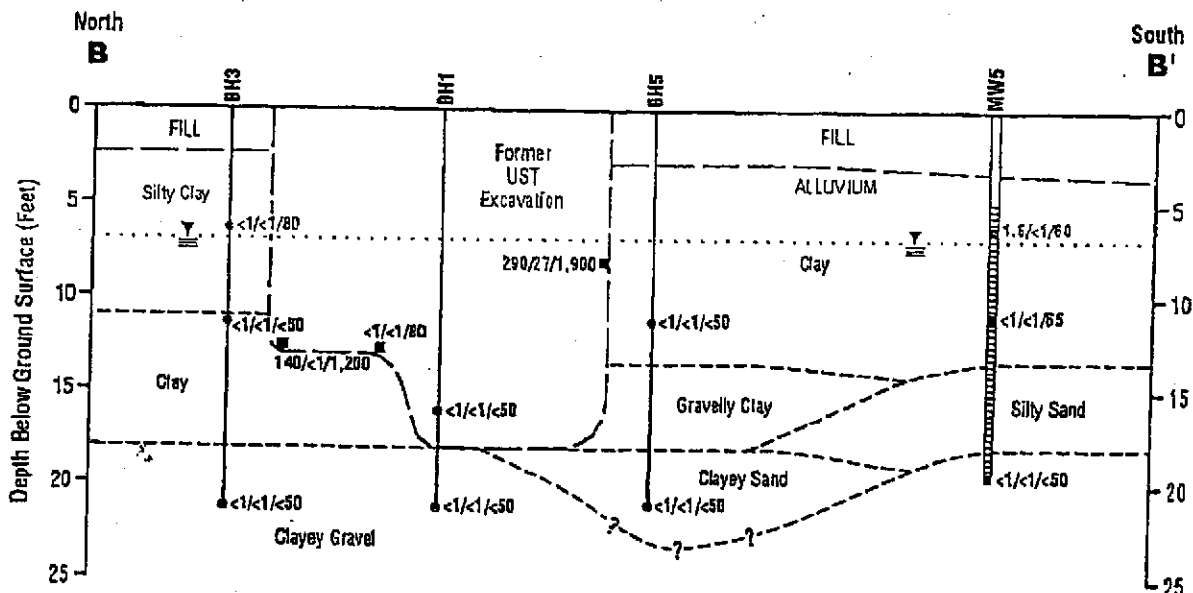 North
B
South
B'
BH3
BH1
BH5
MW5
0
5
10
15
20
25
Depth Below Ground Surface (Feet)
0
5
10
15
20
25
FILL
Former
UST
Excavation
FILL
Silty Clay
ALLUVIUM
<1/<1/80
1.6/<1/60
290/27/1,900
Clay
<1/<1/<50
<1/<1/80
<1/<1/<50
<1/<1/65
140/<1/1,200
Clay
<1/<1/<50
Gravelly Clay
Silty Sand
Clayey Sand
<1/<1/<50
<1/<1/<50
<1/<1/<50
<1/<1/<50
Clayey Gravel
?
?
?